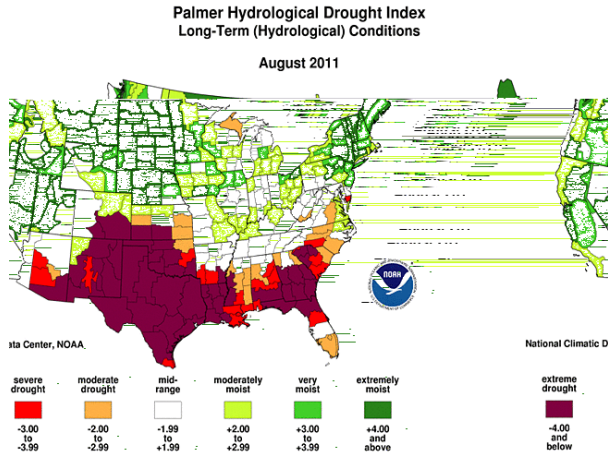 Palmer Hydrological Drought Index
Long-Term (Hydrological) Conditions
August 2011
NOAA
ata Center, NOAA
National Climatic D
severe drought
-3.00 to -3.99
moderate drought
-2.00 to -2.99
mid-range
-1.99 to +1.99
moderately moist
+2.00 to +2.99
very moist
+3.00 to +3.99
extremely moist
+4.00 and above
extreme drought
-4.00 and below